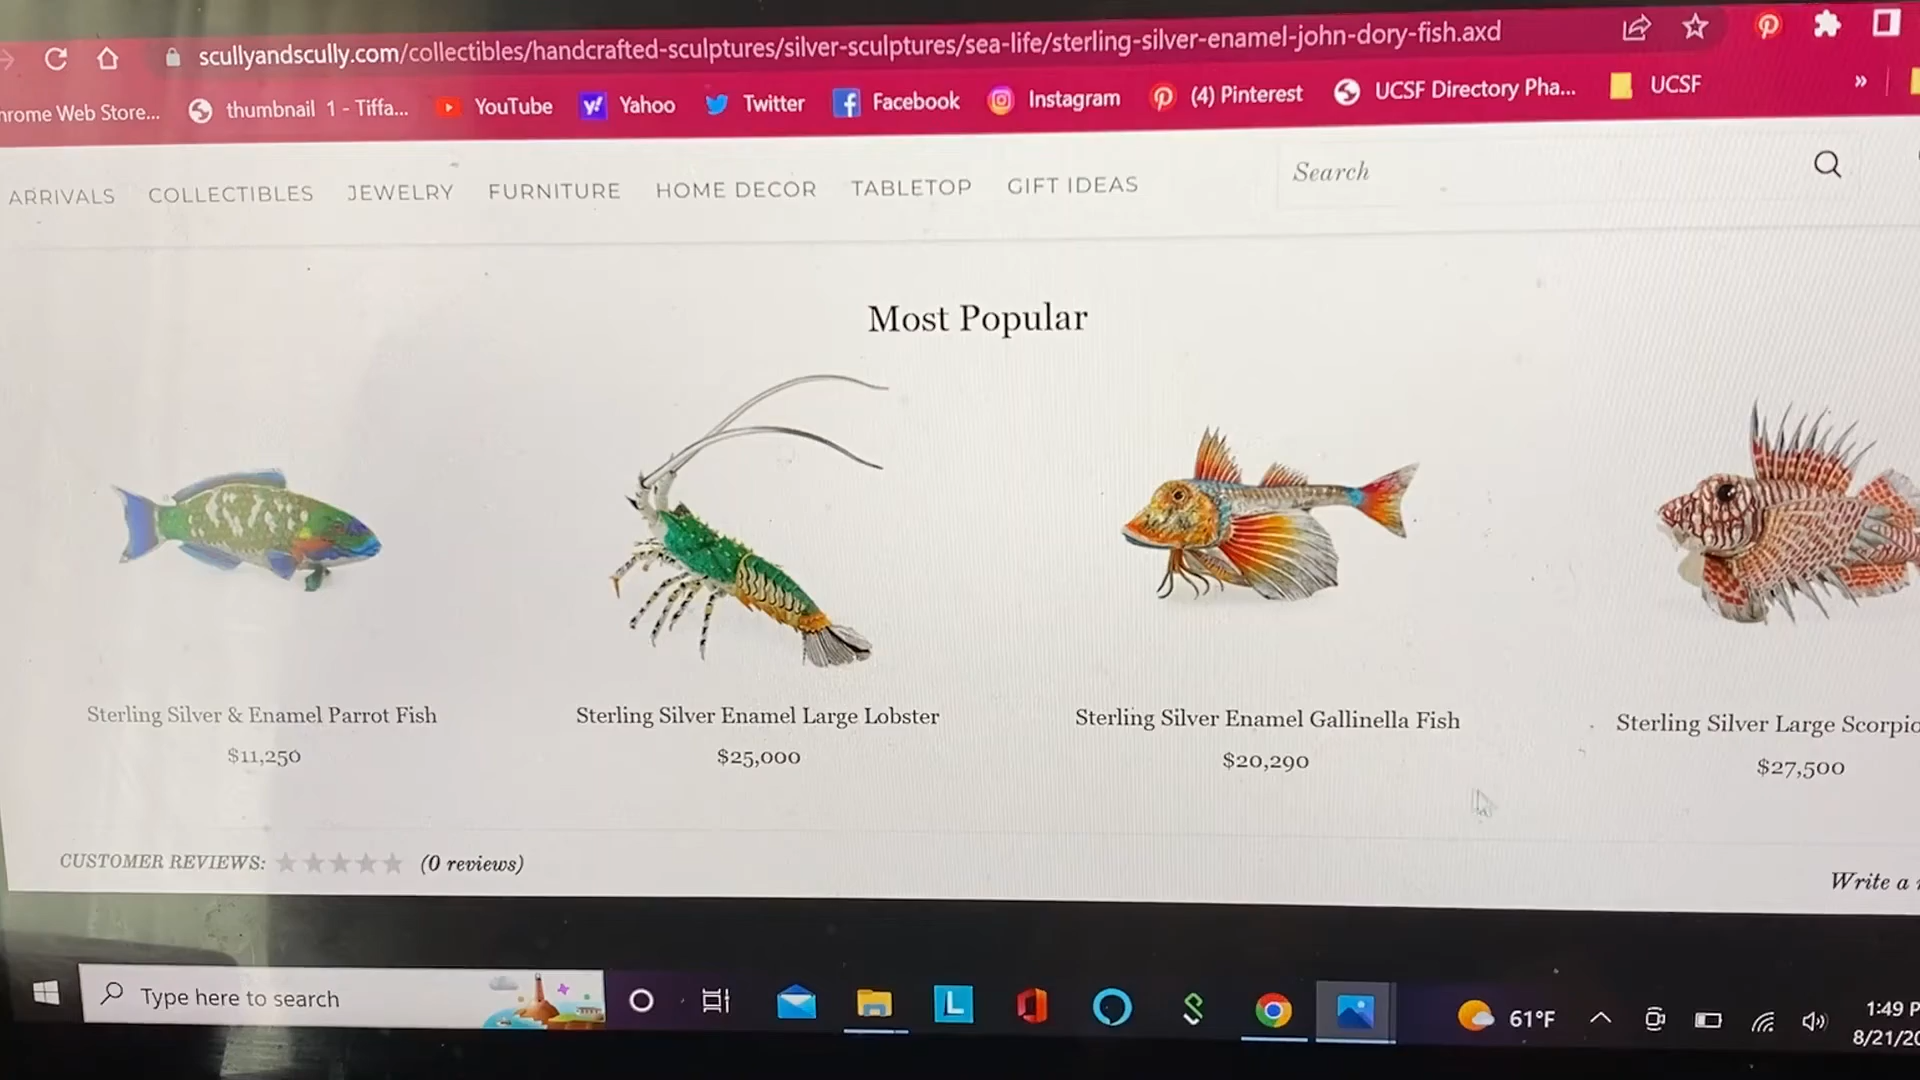 scullyandscully.com/collectibles/handcrafted-sculptures/silver-sculptures/sea-life/sterling-silver-enamel-john-dory-fish.axd
hrome Web Store... thumbnail 1 - Tiffa... YouTube Yahoo Twitter Facebook Instagram (4) Pinterest UCSF Directory Pha... UCSF »
ARRIVALS COLLECTIBLES JEWELRY FURNITURE HOME DECOR TABLETOP GIFT IDEAS Search
Most Popular
Sterling Silver & Enamel Parrot Fish Sterling Silver Enamel Large Lobster Sterling Silver Enamel Gallinella Fish Sterling Silver Large Scorpio
$11,250 $25,000 $20,290 $27,500
CUSTOMER REVIEWS: (0 reviews)
Write a
Type here to search
61°F
1:49 P
8/21/20